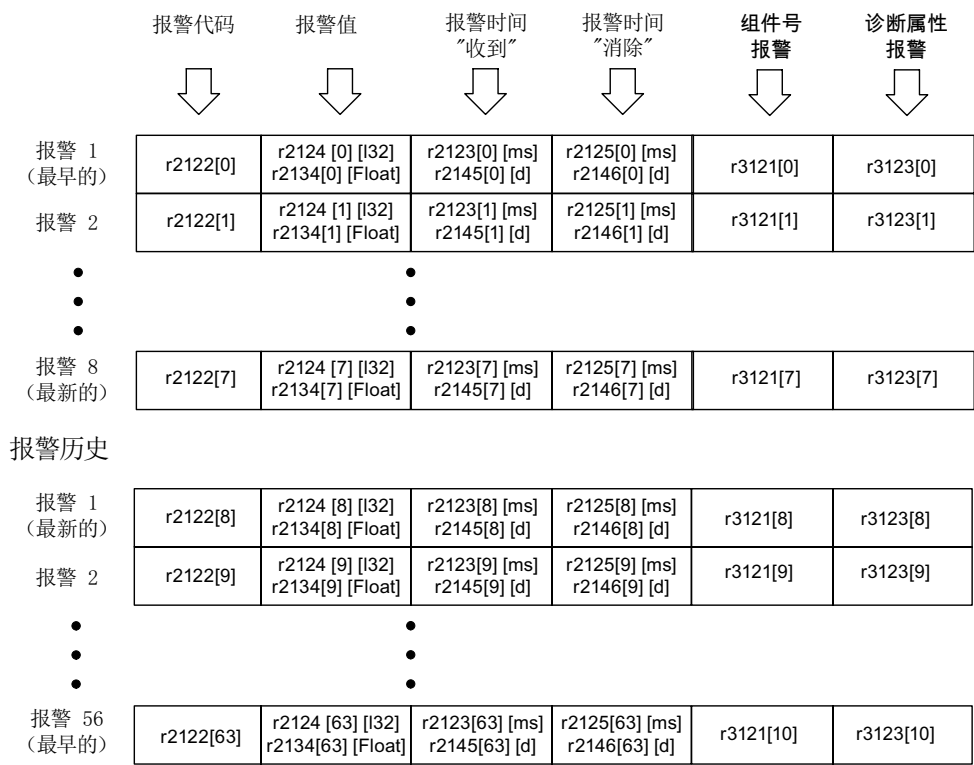 报警代码 报警值 报警时间 报警时间 组件号 诊断属性
"收到" "消除" 报警 报警
报警 1
(最早的)
r2122[0]
r2124 [0] [I32]
r2134[0] [Float]
r2123[0] [ms]
r2145[0] [d]
r2125[0] [ms]
r2146[0] [d]
r3121[0]
r3123[0]
报警 2
r2122[1]
r2124 [1] [I32]
r2134[1] [Float]
r2123[1] [ms]
r2145[1] [d]
r2125[1] [ms]
r2146[1] [d]
r3121[1]
r3123[1]
报警 8
(最新的)
r2122[7]
r2124 [7] [I32]
r2134[7] [Float]
r2123[7] [ms]
r2145[7] [d]
r2125[7] [ms]
r2146[7] [d]
r3121[7]
r3123[7]
报警历史
报警 1
(最新的)
r2122[8]
r2124 [8] [I32]
r2134[8] [Float]
r2123[8] [ms]
r2145[8] [d]
r2125[8] [ms]
r2146[8] [d]
r3121[8]
r3123[8]
报警 2
r2122[9]
r2124 [9] [I32]
r2134[9] [Float]
r2123[9] [ms]
r2145[9] [d]
r2125[9] [ms]
r2146[9] [d]
r3121[9]
r3123[9]
报警 56
(最早的)
r2122[63]
r2124 [63] [I32]
r2134[63] [Float]
r2123[63] [ms]
r2145[63] [d]
r2125[63] [ms]
r2146[63] [d]
r3121[10]
r3123[10]